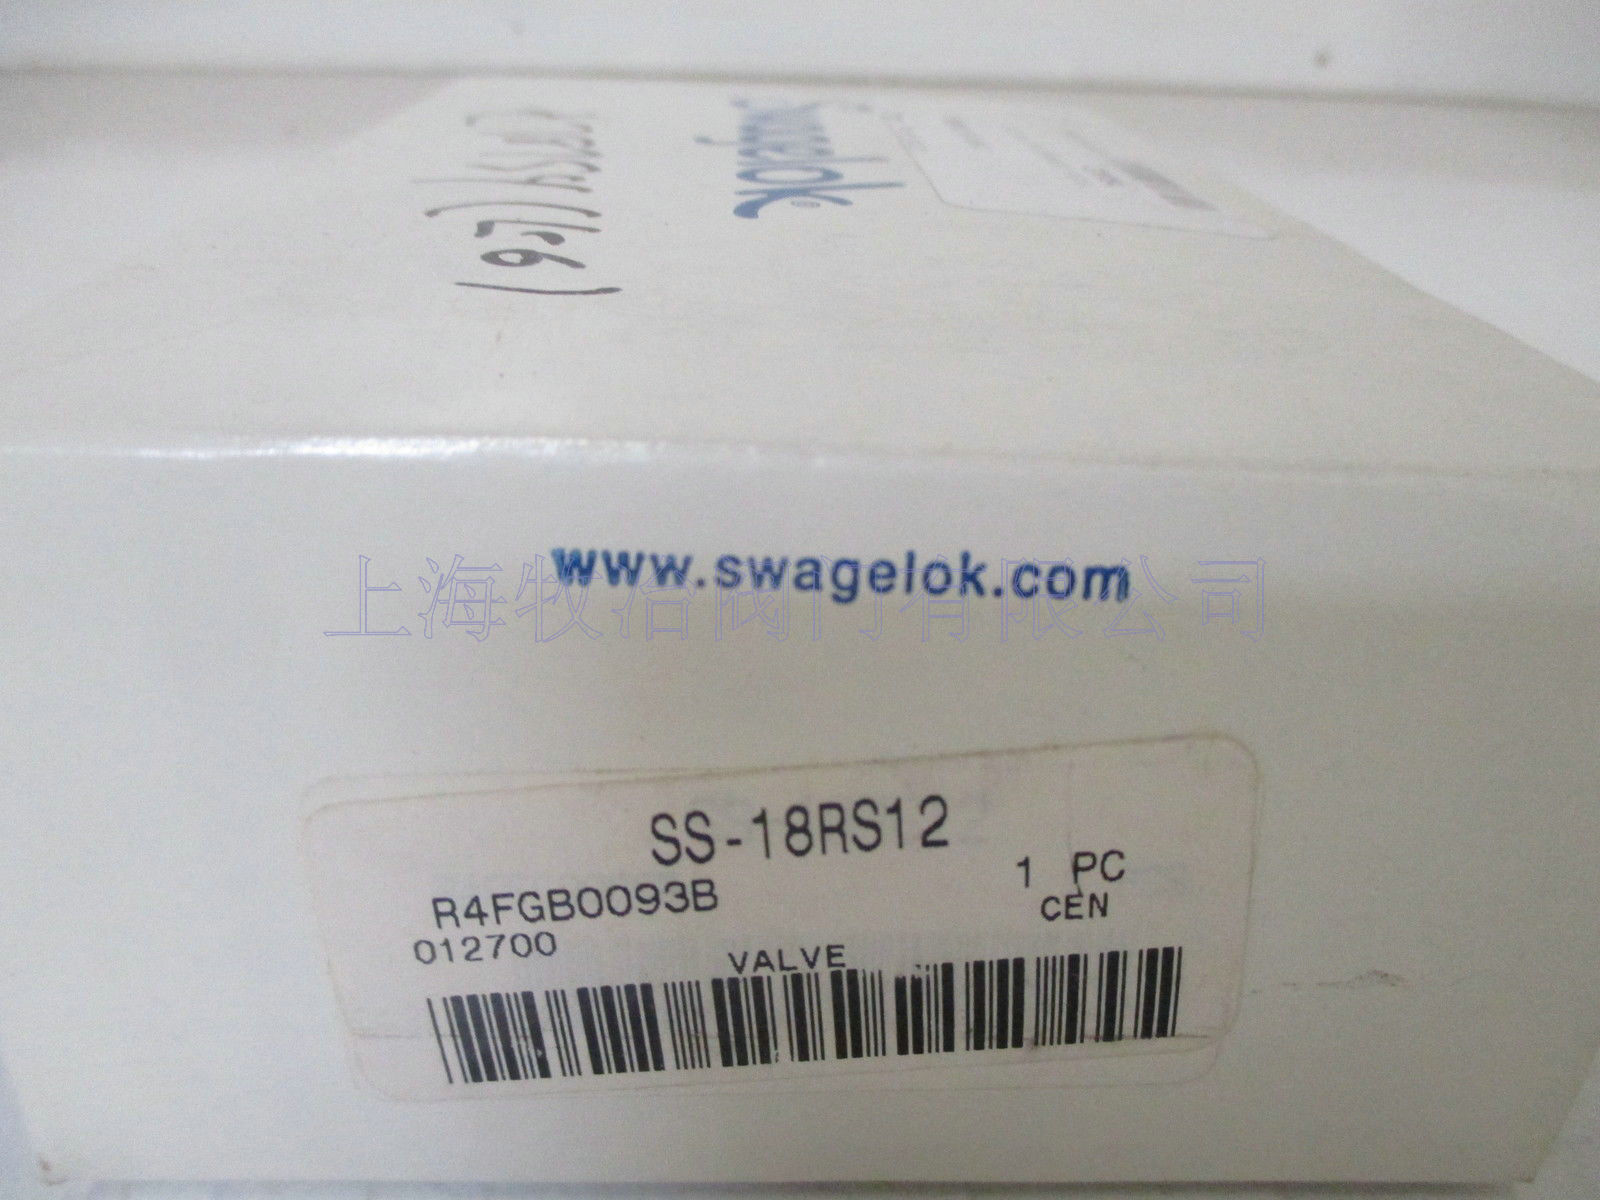 Swagelok
www.swagelok.com
上海牧冶阀门有限公司
SS-18RS12
R4FGB0093B
1 PC
012700
CEN
VALVE